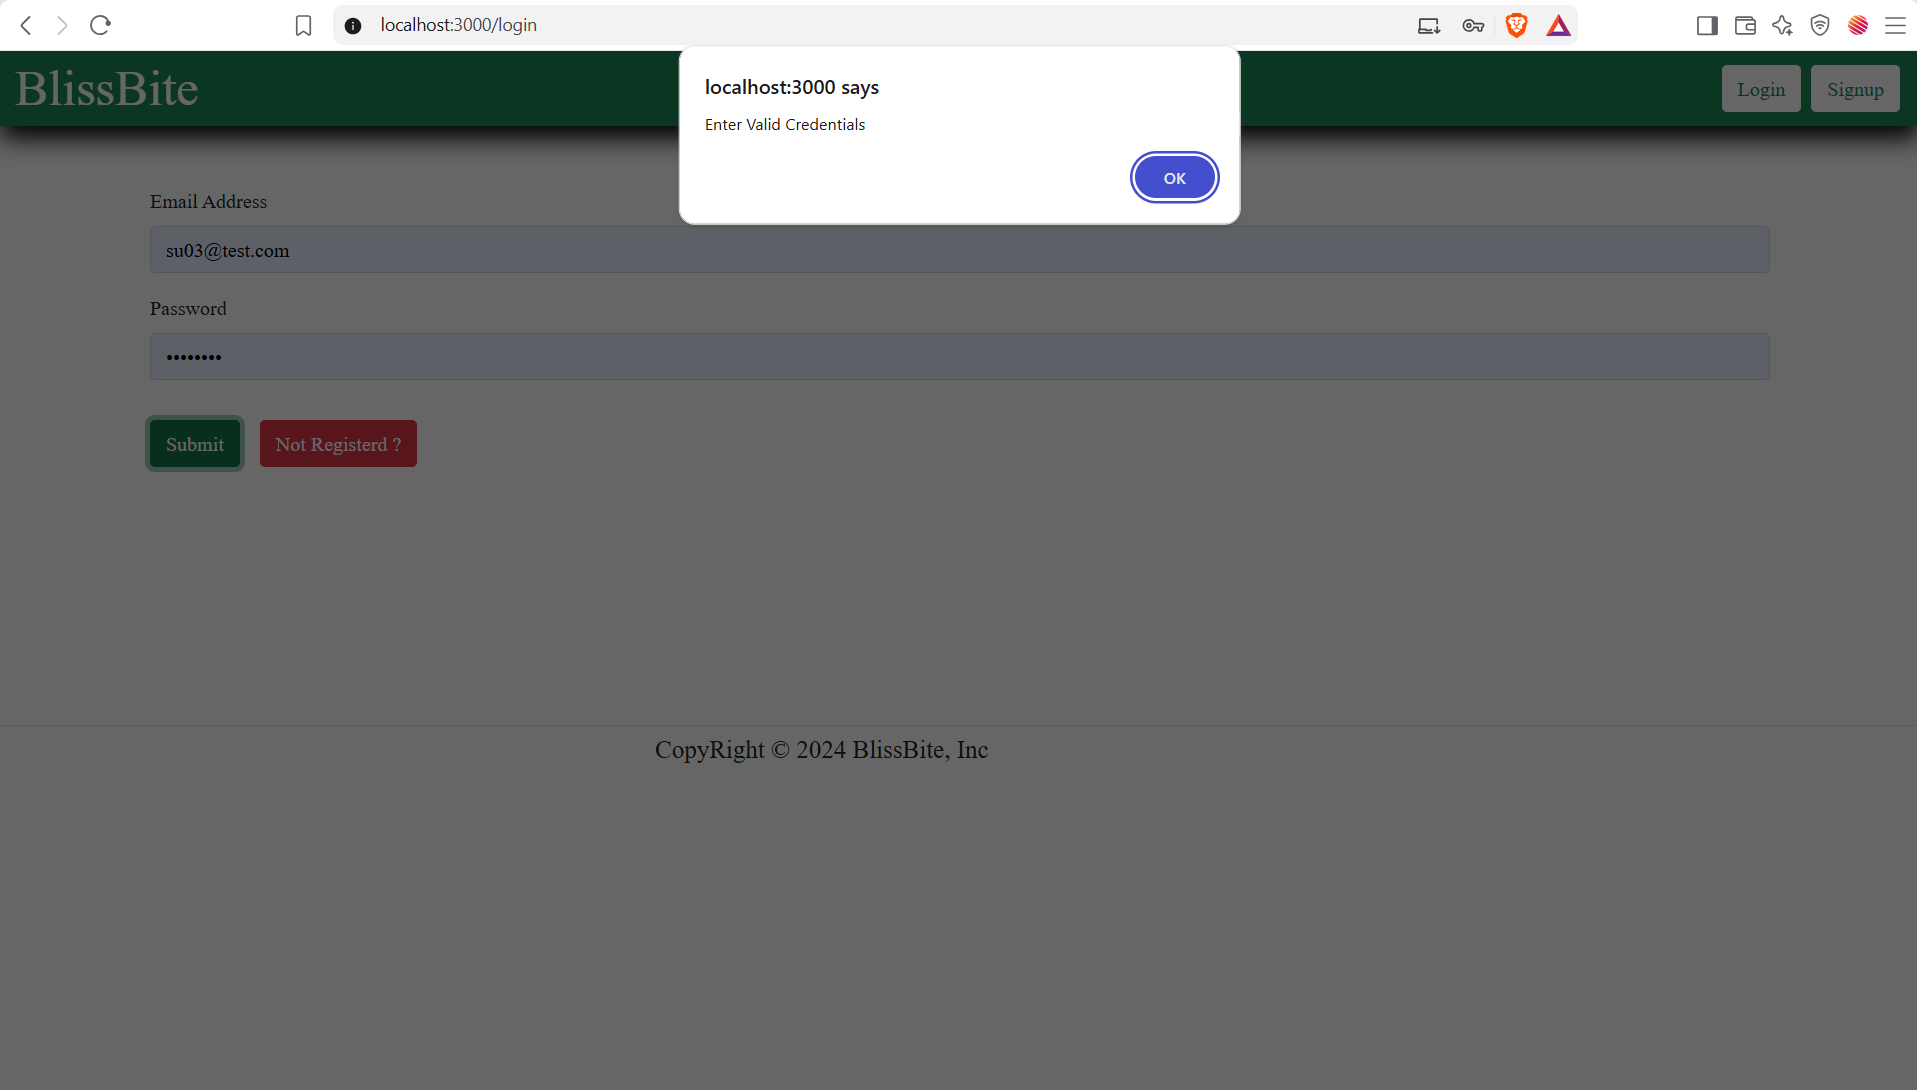 localhost:3000/login
BlissBite
Login
Signup
localhost:3000 says
Enter Valid Credentials
OK
Email Address
su03@test.com
Password
••••••••
Submit
Not Registerd ?
CopyRight © 2024 BlissBite, Inc